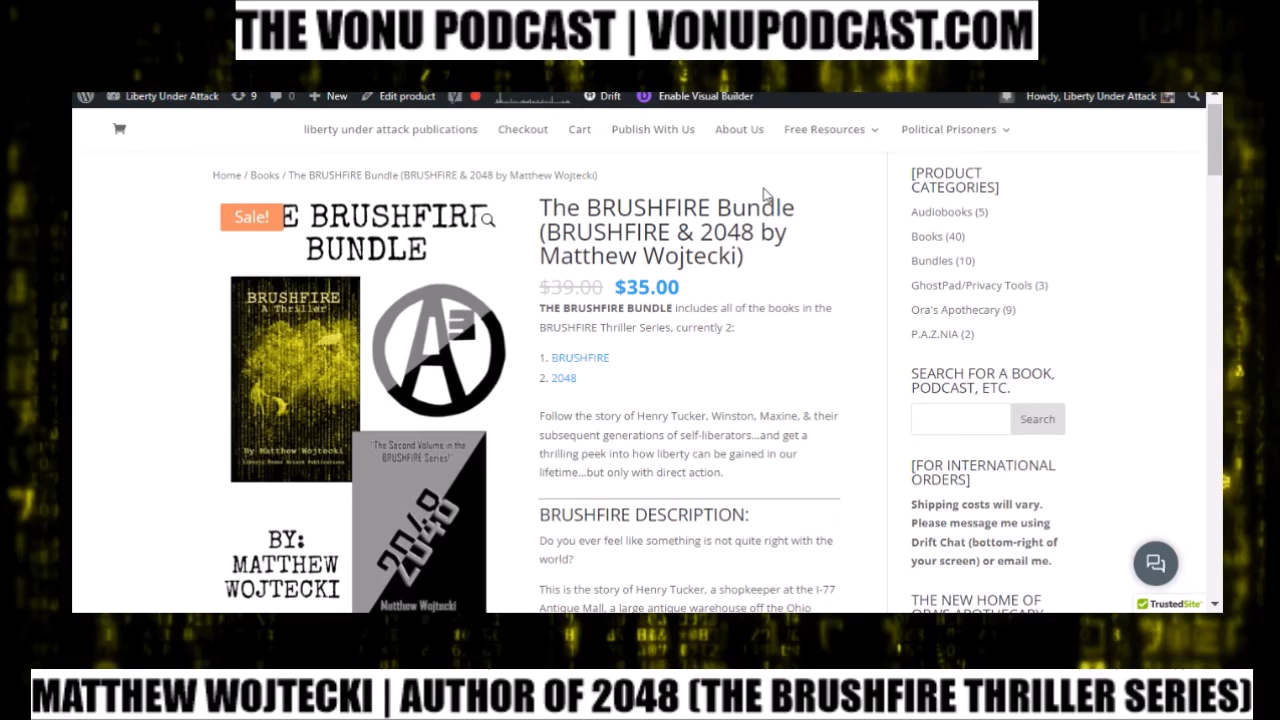 THE VONU PODCAST | VONUPODCAST.COM
Liberty Under Attack 9 0 New Edit product Drift Enable Visual Builder Howdy, Liberty Under Attack
liberty under attack publications Checkout Cart Publish With Us About Us Free Resources Political Prisoners
Home / Books / The BRUSHFIRE Bundle (BRUSHFIRE & 2048 by Matthew Wojtecki)
Sale!
E BRUSHFIRE
BUNDLE
BRUSHFIRE
A Thriller
By Matthew Wojtecki
Liberty Under Attack Publications
"The Second Volume in the
BRUSHFIRE Series!"
2048
Matthew Wojtecki
BY:
MATTHEW
WOJTECKI
The BRUSHFIRE Bundle
(BRUSHFIRE & 2048 by
Matthew Wojtecki)
$39.00 $35.00
THE BRUSHFIRE BUNDLE includes all of the books in the
BRUSHFIRE Thriller Series, currently 2:
1. BRUSHFIRE
2. 2048
Follow the story of Henry Tucker, Winston, Maxine, & their
subsequent generations of self-liberators...and get a
thrilling peek into how liberty can be gained in our
lifetime...but only with direct action.
BRUSHFIRE DESCRIPTION:
Do you ever feel like something is not quite right with the
world?
This is the story of Henry Tucker, a shopkeeper at the I-77
Antique Mall, a large antique warehouse off the Ohio
[PRODUCT
CATEGORIES]
Audiobooks (5)
Books (40)
Bundles (10)
GhostPad/Privacy Tools (3)
Ora's Apothecary (9)
P.A.Z.NIA (2)
SEARCH FOR A BOOK,
PODCAST, ETC.
Search
[FOR INTERNATIONAL
ORDERS]
Shipping costs will vary.
Please message me using
Drift Chat (bottom-right of
your screen) or email me.
THE NEW HOME OF
ORA'S APOTHECARY
TrustedSite
MATTHEW WOJTECKI | AUTHOR OF 2048 (THE BRUSHFIRE THRILLER SERIES)